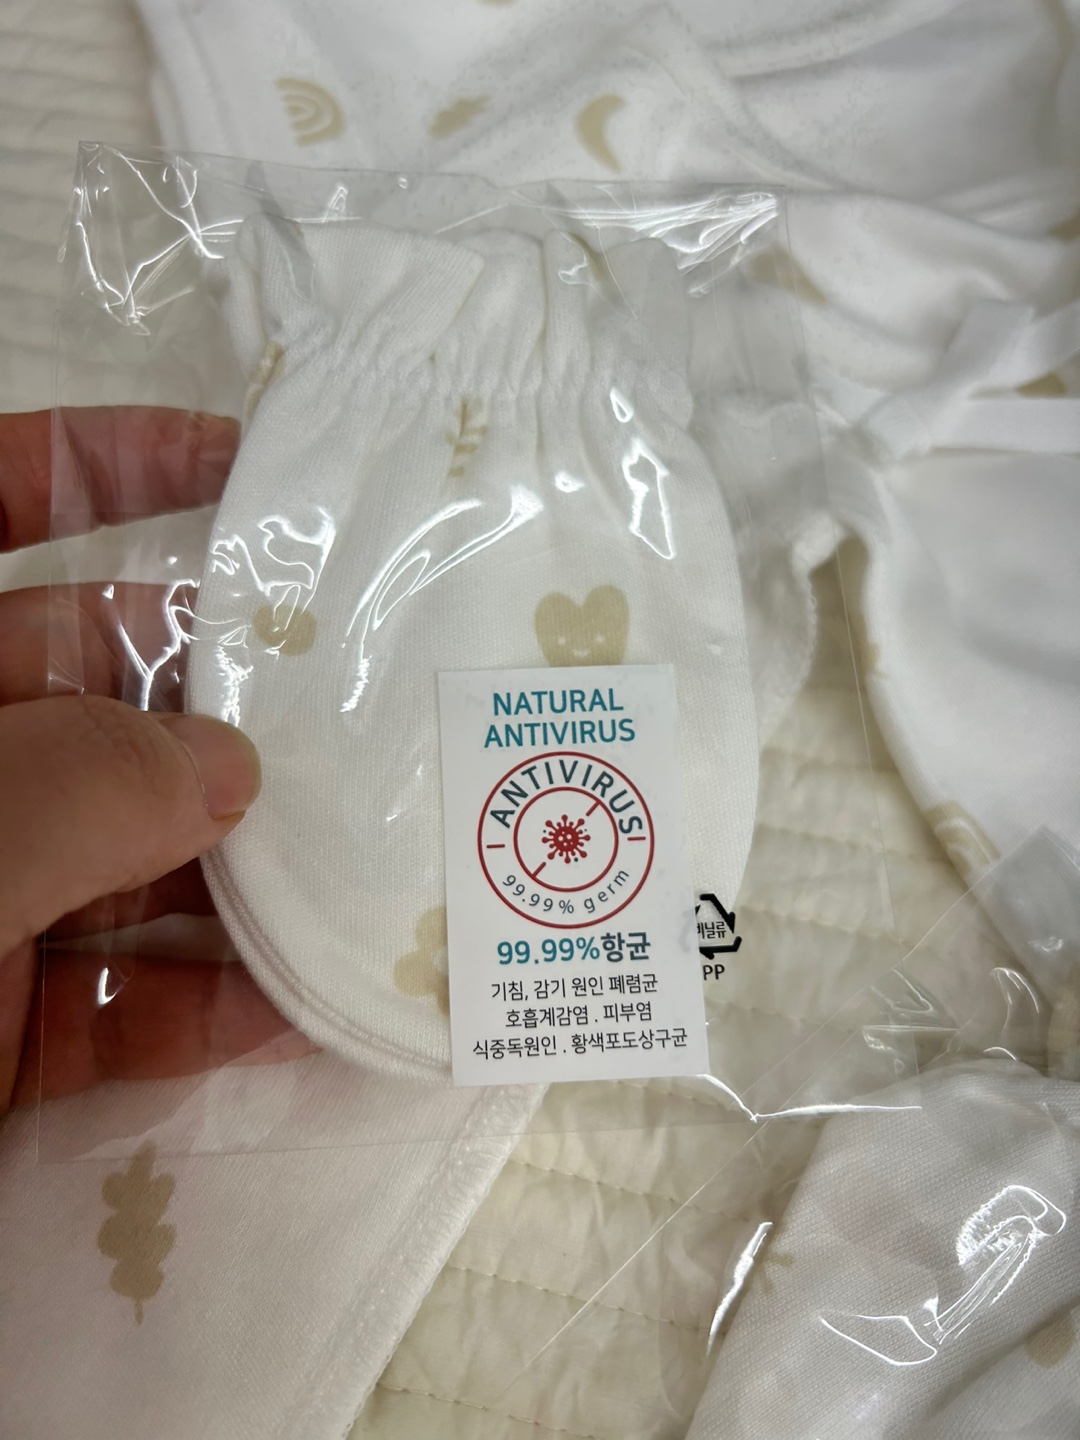 NATURAL
ANTIVIRUS
ANTIVIRUS
99.99% germ
99.99%항균
기침, 감기 원인 폐렴균
호흡계감염 . 피부염
식중독원인 . 황색포도상구균
비닐류
PP